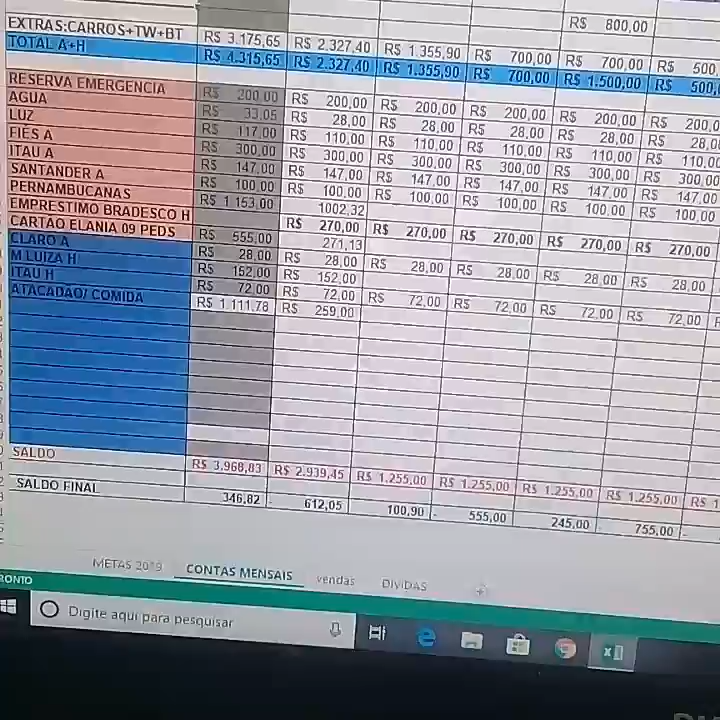 R$ 800,00
EXTRAS:CARROS+TW+BT R$ 3.175,65 R$ 2.327,40 R$ 1.355,90 R$ 700,00 R$ 700,00 R$ 500,
TOTAL A+H R$ 4.315,65 R$ 2.327,40 R$ 1.355,90 R$ 700,00 R$ 1.500,00 R$ 500,
RESERVA EMERGENCIA R$ 200,00 R$ 200,00 R$ 200,00 R$ 200,00 R$ 200,00 R$ 200,0
AGUA R$ 33,05 R$ 28,00 R$ 28,00 R$ 28,00 R$ 28,00 R$ 28,0
LUZ R$ 117,00 R$ 110,00 R$ 110,00 R$ 110,00 R$ 110,00 R$ 110,0
FIES A R$ 300,00 R$ 300,00 R$ 300,00 R$ 300,00 R$ 300,00 R$ 300,00
ITAU A R$ 147,00 R$ 147,00 R$ 147,00 R$ 147,00 R$ 147,00 R$ 147,00
SANTANDER A R$ 100,00 R$ 100,00 R$ 100,00 R$ 100,00 R$ 100,00 R$ 100,00
PERNAMBUCANAS R$ 1 153,00 1002,32
EMPRESTIMO BRADESCO H R$ 270,00 R$ 270,00 R$ 270,00 R$ 270,00 R$ 270,00
CARTÃO ELANIA 09 PEDS R$ 555,00 271,13
CLARO A R$ 28,00 R$ 28,00 R$ 28,00 R$ 28,00 R$ 28,00 R$ 28,00
M LUIZA H R$ 152,00 R$ 152,00
ITAU H R$ 72,00 R$ 72,00 R$ 72,00 R$ 72,00 R$ 72,00 R$ 72,00
ATACADAO/ COMIDA R$ 1.111,78 R$ 259,00
SALDO R$ 3.968,83 R$ 2.939,45 R$ 1.255,00 R$ 1.255,00 R$ 1.255,00 R$ 1.255,00 R$ 1
SALDO FINAL 346,82 - 612,05 100,90 - 555,00 245,00 - 755,00 -
METAS 2019 CONTAS MENSAIS vendas DIVIDAS
RONTO
Digite aqui para pesquisar